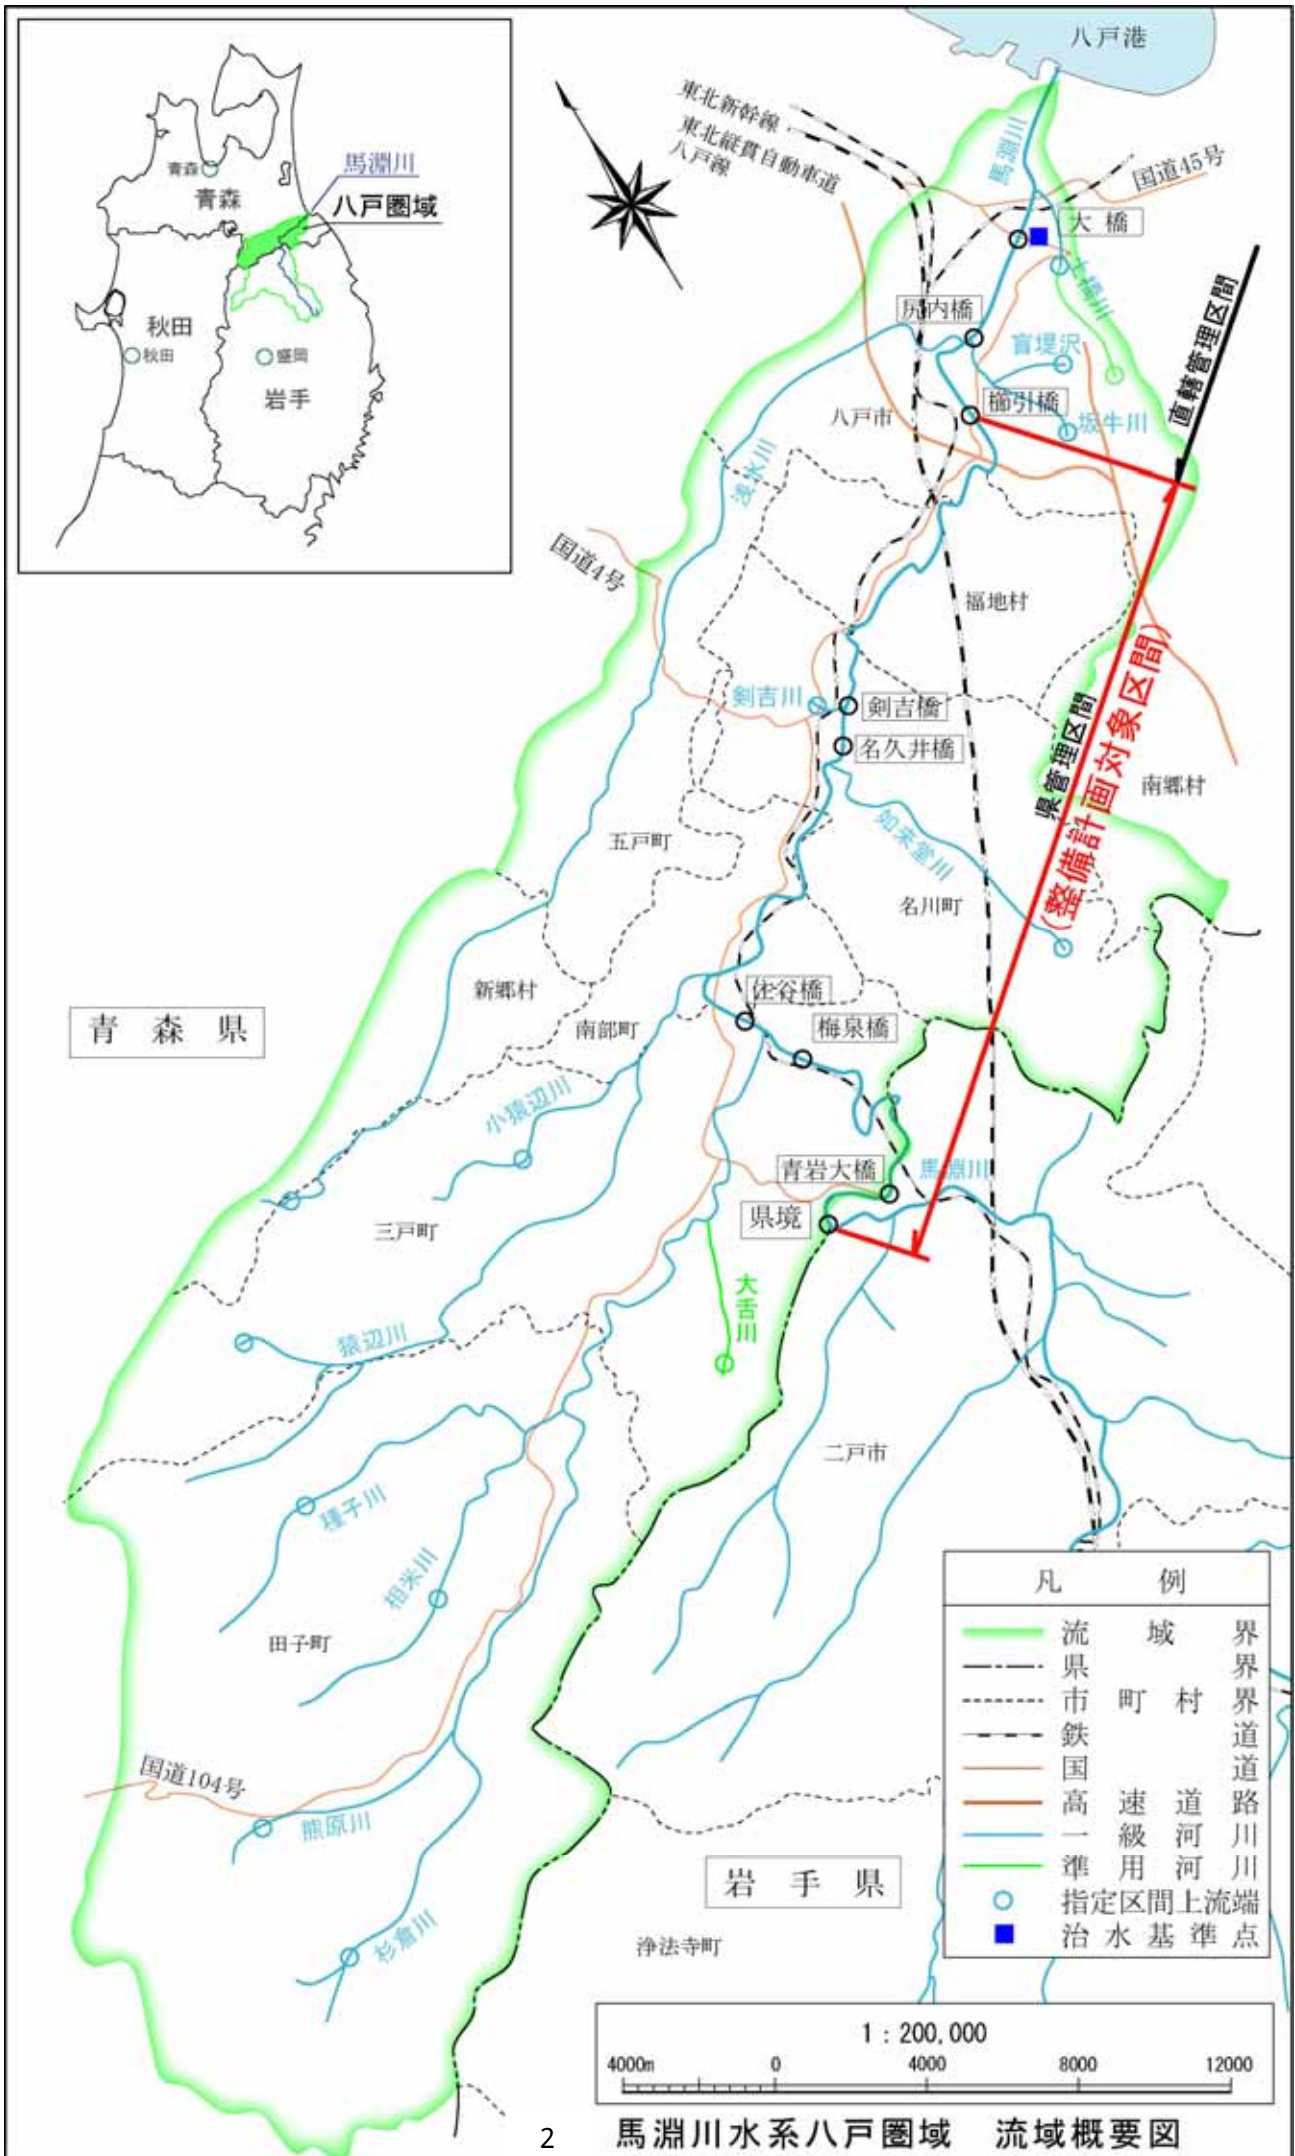 八戸港
東北新幹線
東北縦貫自動車道
八戸線
馬淵川
国道45号
青森
青森
馬淵川
八戸圏域
秋田
秋田
盛岡
岩手
大橋
土橋川
尻内橋
盲堤沢
直轄管理区間
櫛引橋
坂牛川
八戸市
浅水川
国道4号
福地村
剣吉川
剣吉橋
名久井橋
県管理区間
(整備計画対象区間)
南郷村
五戸町
如来堂川
名川町
新郷村
住谷橋
青森県
南部町
梅泉橋
小猿辺川
青岩大橋
馬淵川
県境
三戸町
大舌川
猿辺川
二戸市
種子川
相米川
田子町
国道104号
熊原川
杉倉川
岩手県
浄法寺町
凡例
流域界
県界
市町村界
鉄道
国道
高速道路
一級河川
準用河川
指定区間上流端
治水基準点
1:200,000
4000m 0 4000 8000 12000
2
馬淵川水系八戸圏域 流域概要図